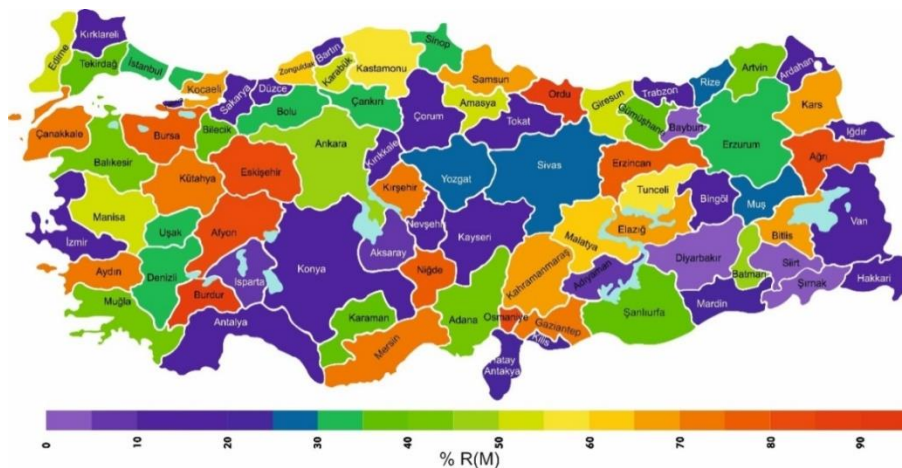 Kırklareli
Edirne
Tekirdağ
İstanbul
Kocaeli
Sakarya
Düzce
Zonguldak
Bartın
Karabük
Kastamonu
Sinop
Samsun
Ordu
Giresun
Trabzon
Rize
Artvin
Ardahan
Çanakkale
Bursa
Bilecik
Bolu
Çankırı
Çorum
Amasya
Tokat
Gümüşhane
Bayburt
Erzurum
Kars
Iğdır
Balıkesir
Kütahya
Eskişehir
Ankara
Kırıkkale
Yozgat
Sivas
Erzincan
Ağrı
Manisa
Uşak
Afyon
Kırşehir
Nevşehi
Kayseri
Malatya
Tunceli
Elazığ
Bingöl
Muş
Bitlis
Van
İzmir
Aydın
Denizli
Isparta
Konya
Aksaray
Niğde
Kahramanmaraş
Adıyaman
Diyarbakır
Batman
Siirt
Şırnak
Hakkari
Muğla
Burdur
Antalya
Karaman
Mersin
Adana
Osmaniye
Gaziantep
Kilis
Şanlıurfa
Mardin
Hatay
Antakya
0 10 20 30 40 50 60 70 80 90
% R(M)